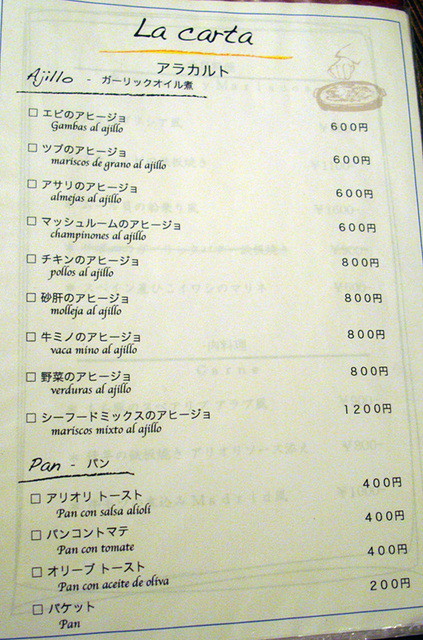 La carta
アラカルト
Ajillo - ガーリックオイル煮
□ エビのアヒージョ 600円
Gambas al ajillo
□ ツブのアヒージョ 600円
mariscos de grano al ajillo
□ アサリのアヒージョ 600円
almejas al ajillo
□ マッシュルームのアヒージョ 600円
champinones al ajillo
□ チキンのアヒージョ 800円
pollos al ajillo
□ 砂肝のアヒージョ 800円
molleja al ajillo
□ 牛ミノのアヒージョ 800円
vaca mino al ajillo
□ 野菜のアヒージョ 800円
verduras al ajillo
□ シーフードミックスのアヒージョ 1200円
mariscos mixto al ajillo
Pan - パン
□ アリオリ トースト 400円
Pan con salsa alioli
□ パンコントマテ 400円
Pan con tomate
□ オリーブ トースト 400円
Pan con aceite de oliva
□ バケット 200円
Pan